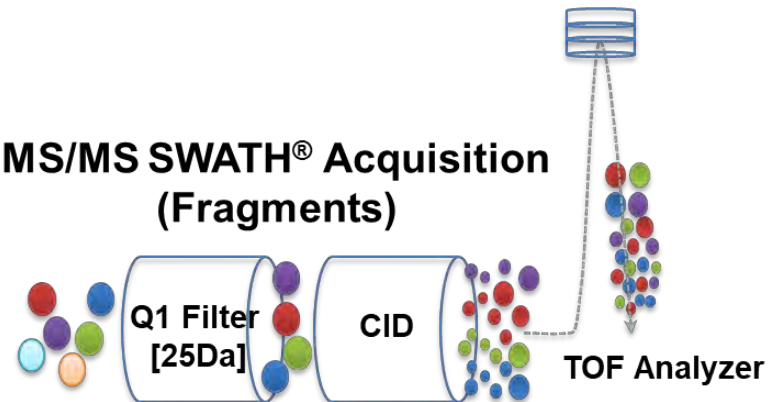 MS/MS SWATH® Acquisition
(Fragments)
Q1 Filter
[25Da]
CID
TOF Analyzer